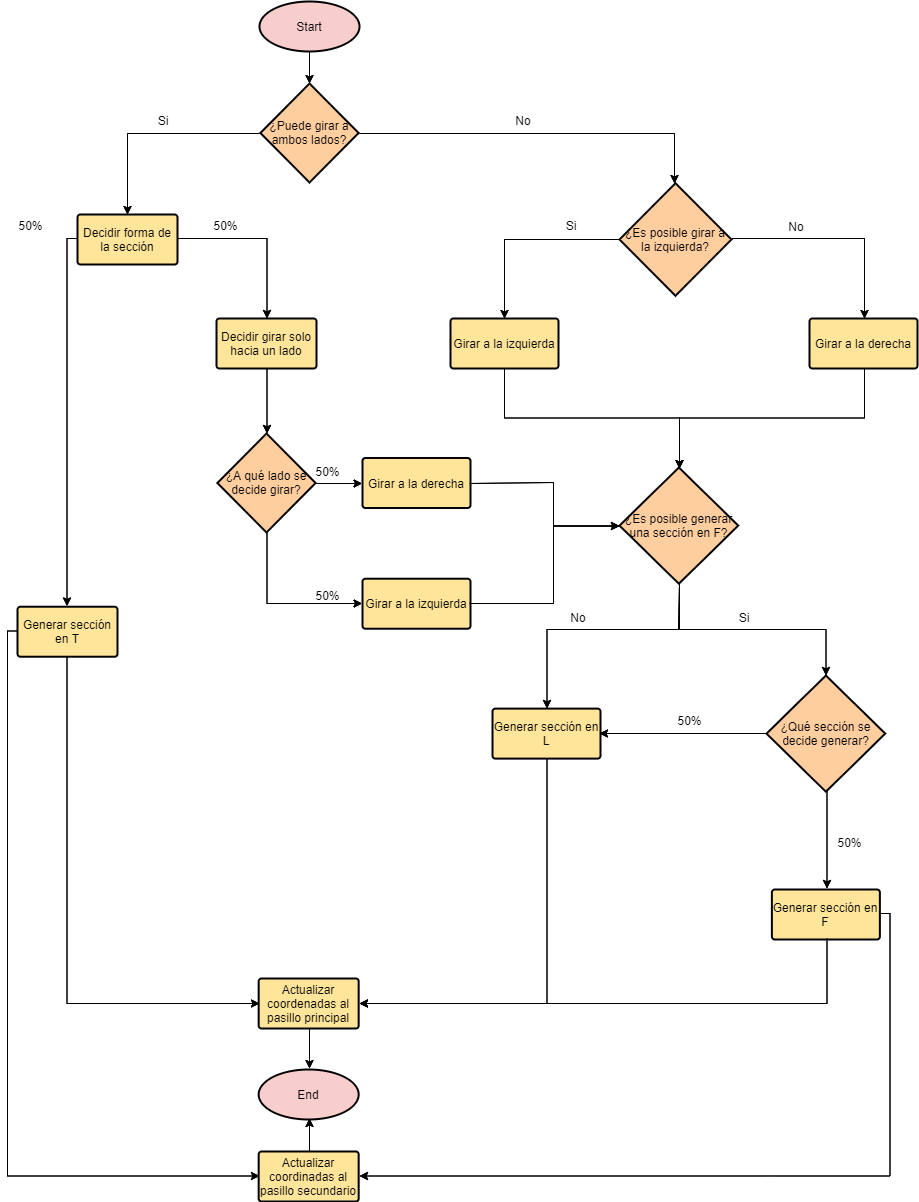 Start
¿Puede girar a
ambos lados?
Si
No
50%
Decidir forma de
la sección
50%
Si
¿Es posible girar a
la izquierda?
No
Decidir girar solo
hacia un lado
Girar a la izquierda
Girar a la derecha
¿A qué lado se
decide girar?
50%
Girar a la derecha
¿Es posible generar
una sección en F?
50%
Girar a la izquierda
Generar sección
en T
No
Si
Generar sección en
L
50%
¿Qué sección se
decide generar?
50%
Generar sección en
F
Actualizar
coordenadas al
pasillo principal
End
Actualizar
coordinadas al
pasillo secundario